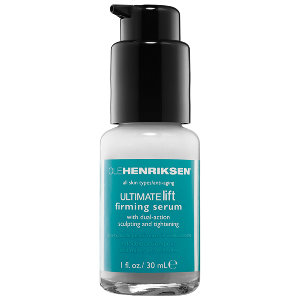 OLEHENRIKSEN
all skin types/anti-aging
ULTIMATE lift
firming serum
with dual-action
sculpting and tightening
1 fl. oz./ 30 mL e